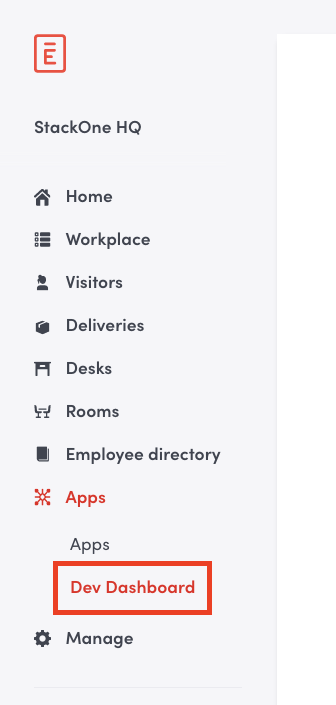 E
StackOne HQ
Home
Workplace
Visitors
Deliveries
Desks
Rooms
Employee directory
Apps
Apps
Dev Dashboard
Manage